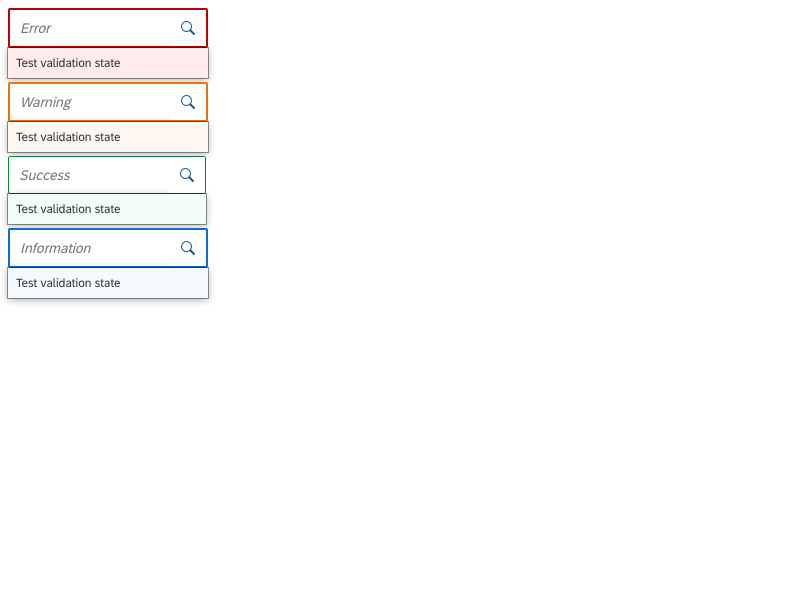 Error
Test validation state
Warning
Test validation state
Success
Test validation state
Information
Test validation state